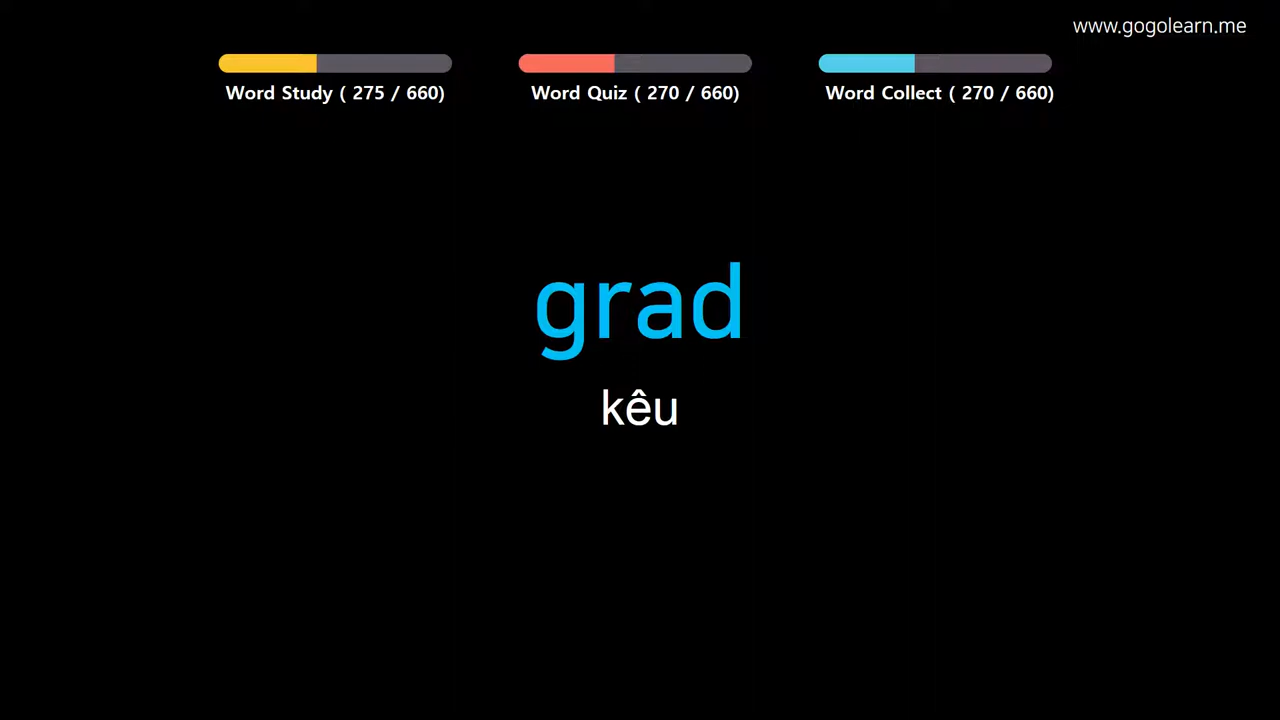 www.gogolearn.me
Word Study ( 275 / 660)
Word Quiz ( 270 / 660)
Word Collect ( 270 / 660)
grad
kêu